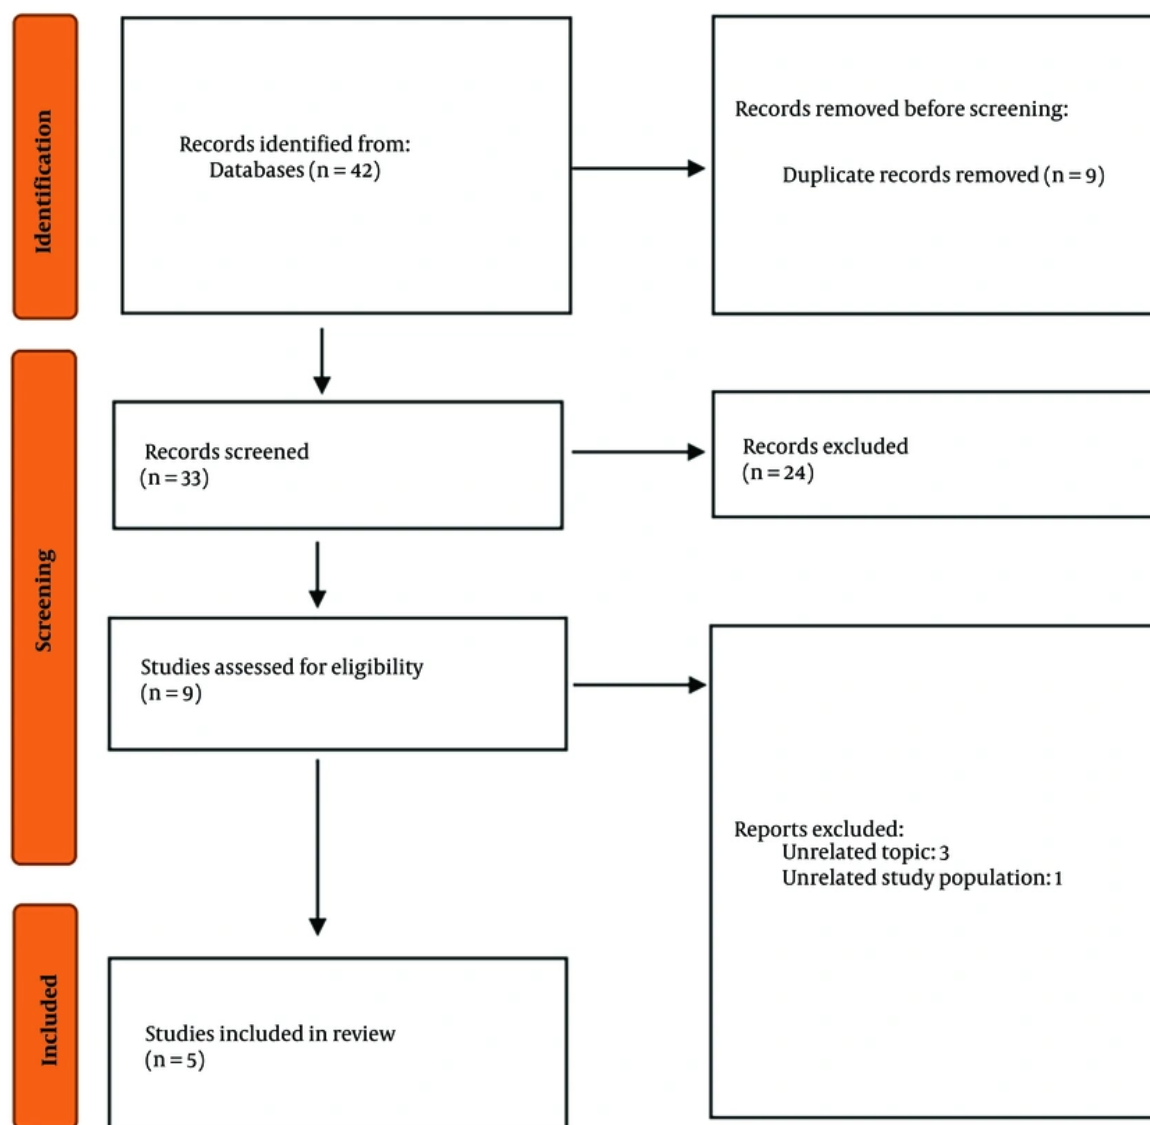 Identification
Records identified from:
Databases (n = 42)
Records removed before screening:
Duplicate records removed (n = 9)
Screening
Records screened
(n = 33)
Records excluded
(n = 24)
Studies assessed for eligibility
(n = 9)
Reports excluded:
Unrelated topic: 3
Unrelated study population: 1
Included
Studies included in review
(n = 5)